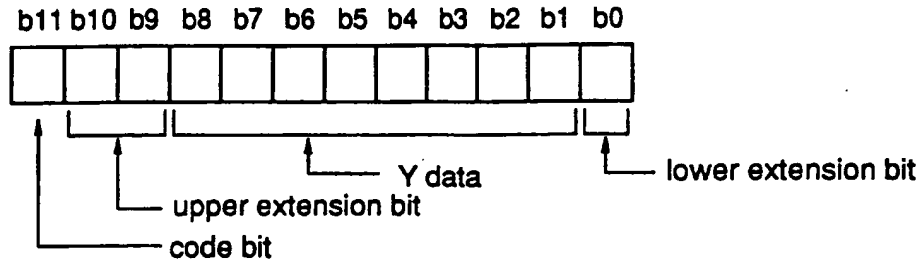 b11 b10 b9 b8 b7 b6 b5 b4 b3 b2 b1 b0
Y data
lower extension bit
upper extension bit
code bit